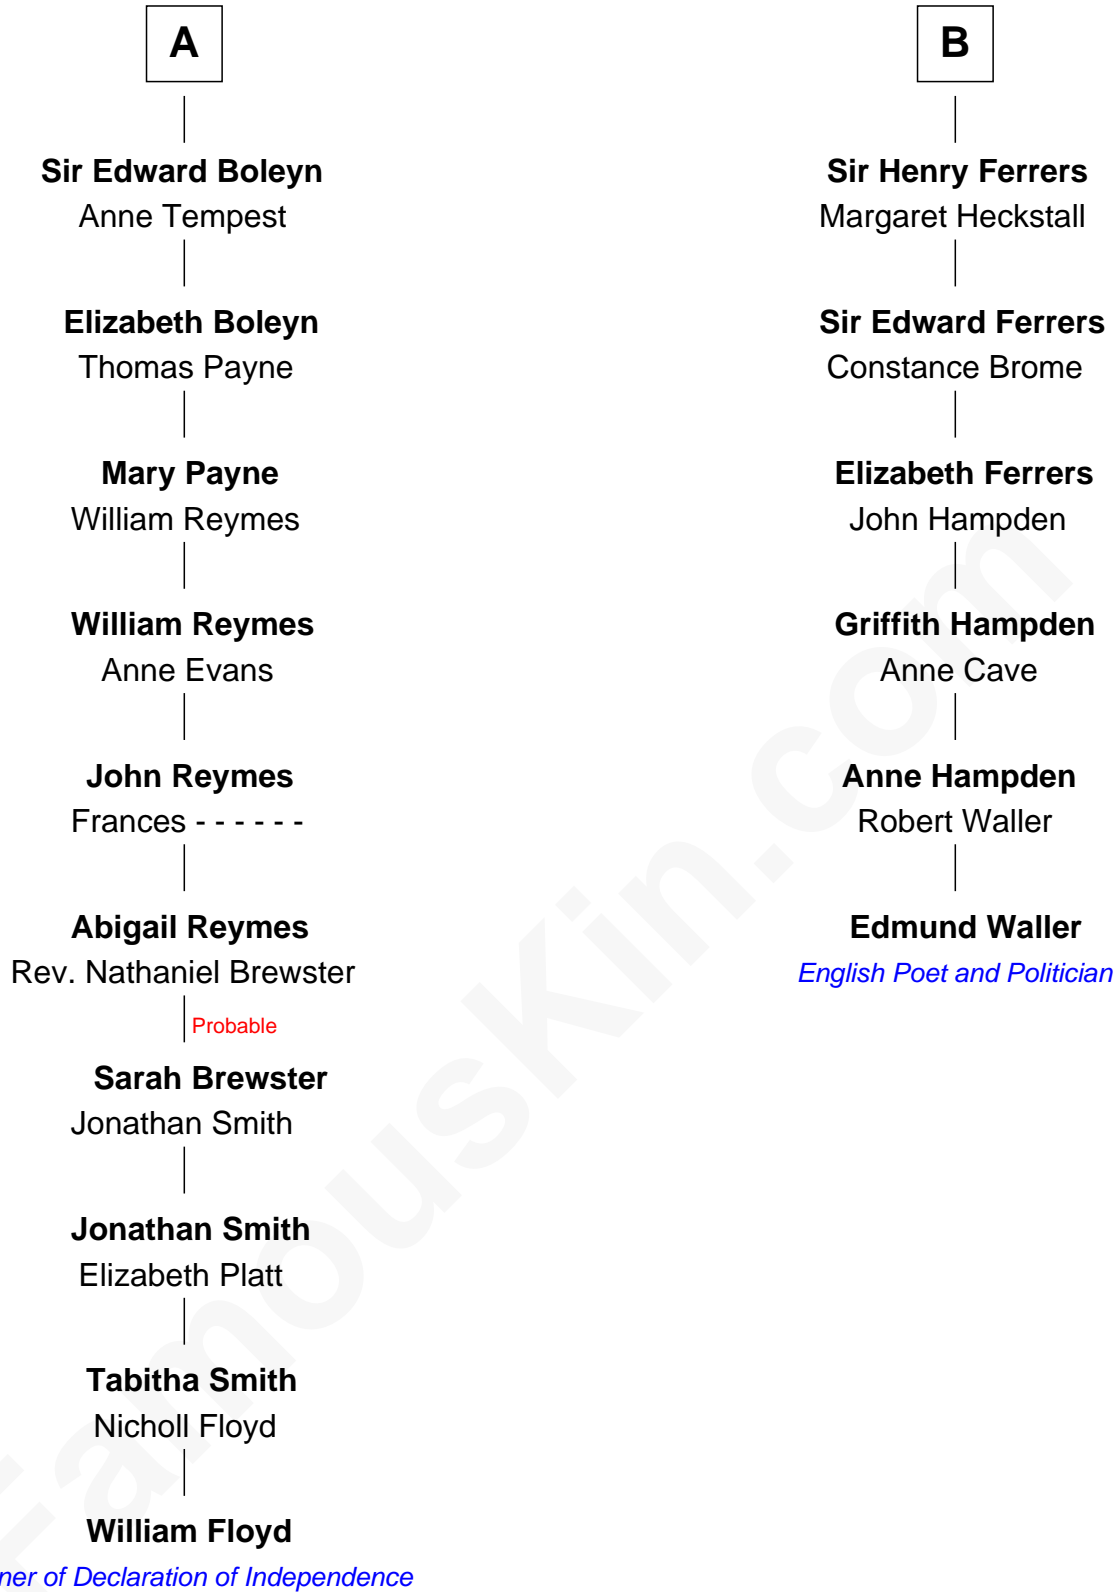 A
Sir Edward Boleyn
Anne Tempest
Elizabeth Boleyn
Thomas Payne
Mary Payne
William Reymes
William Reymes
Anne Evans
John Reymes
Frances - - - - - -
Abigail Reymes
Rev. Nathaniel Brewster
Probable
Sarah Brewster
Jonathan Smith
Jonathan Smith
Elizabeth Platt
Tabitha Smith
Nicholl Floyd
William Floyd
ner of Declaration of Independence
B
Sir Henry Ferrers
Margaret Heckstall
Sir Edward Ferrers
Constance Brome
Elizabeth Ferrers
John Hampden
Griffith Hampden
Anne Cave
Anne Hampden
Robert Waller
Edmund Waller
English Poet and Politician
FamousKin.com